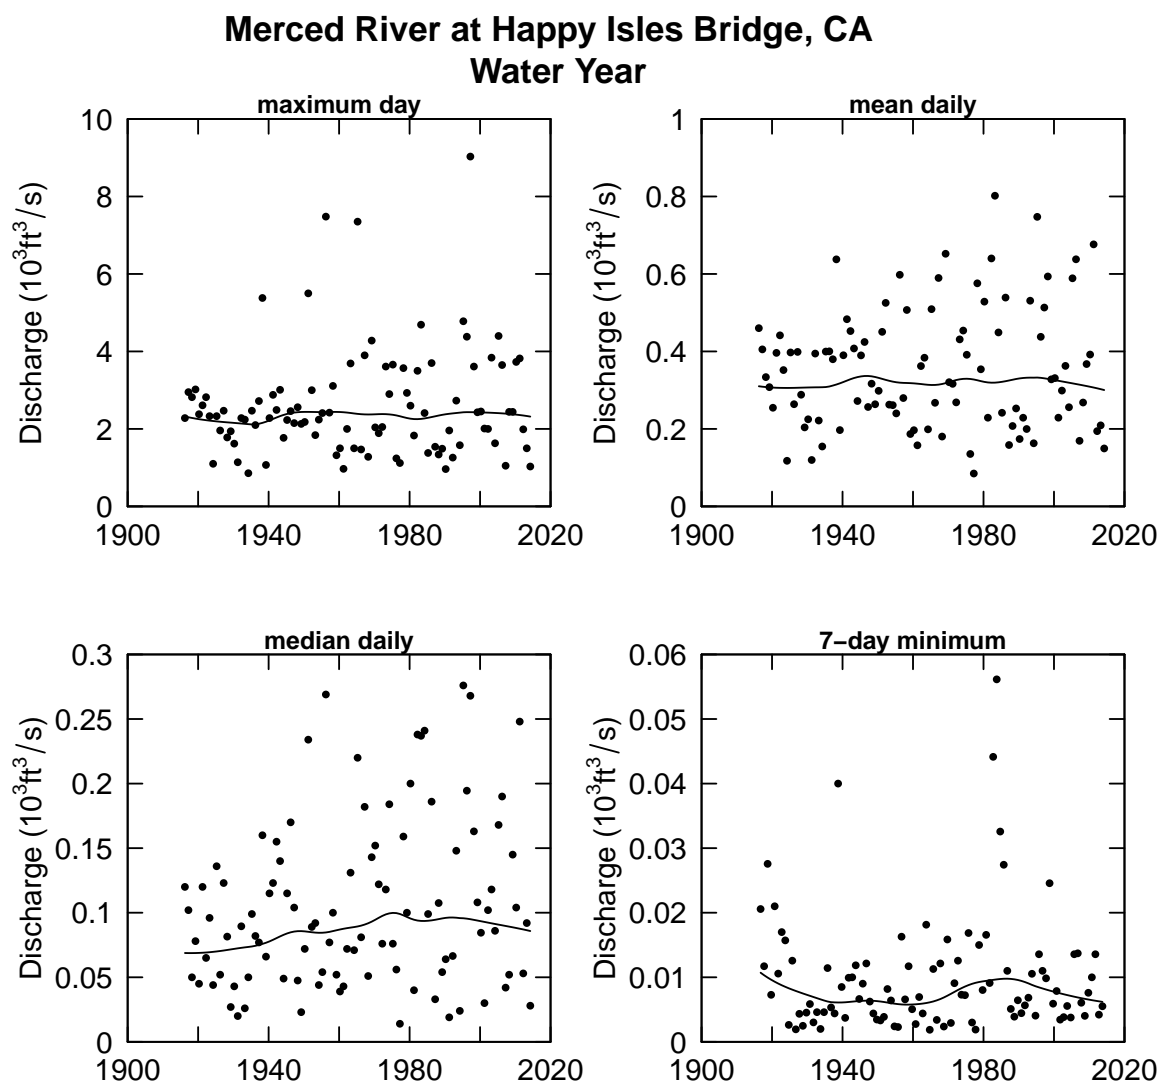 Merced River at Happy Isles Bridge, CA
Water Year
maximum day
Discharge (10³ft³/s)
10
8
6
4
2
0
1900 1940 1980 2020
mean daily
Discharge (10³ft³/s)
1
0.8
0.6
0.4
0.2
0
1900 1940 1980 2020
median daily
Discharge (10³ft³/s)
0.3
0.25
0.2
0.15
0.1
0.05
0
1900 1940 1980 2020
7−day minimum
Discharge (10³ft³/s)
0.06
0.05
0.04
0.03
0.02
0.01
0
1900 1940 1980 2020